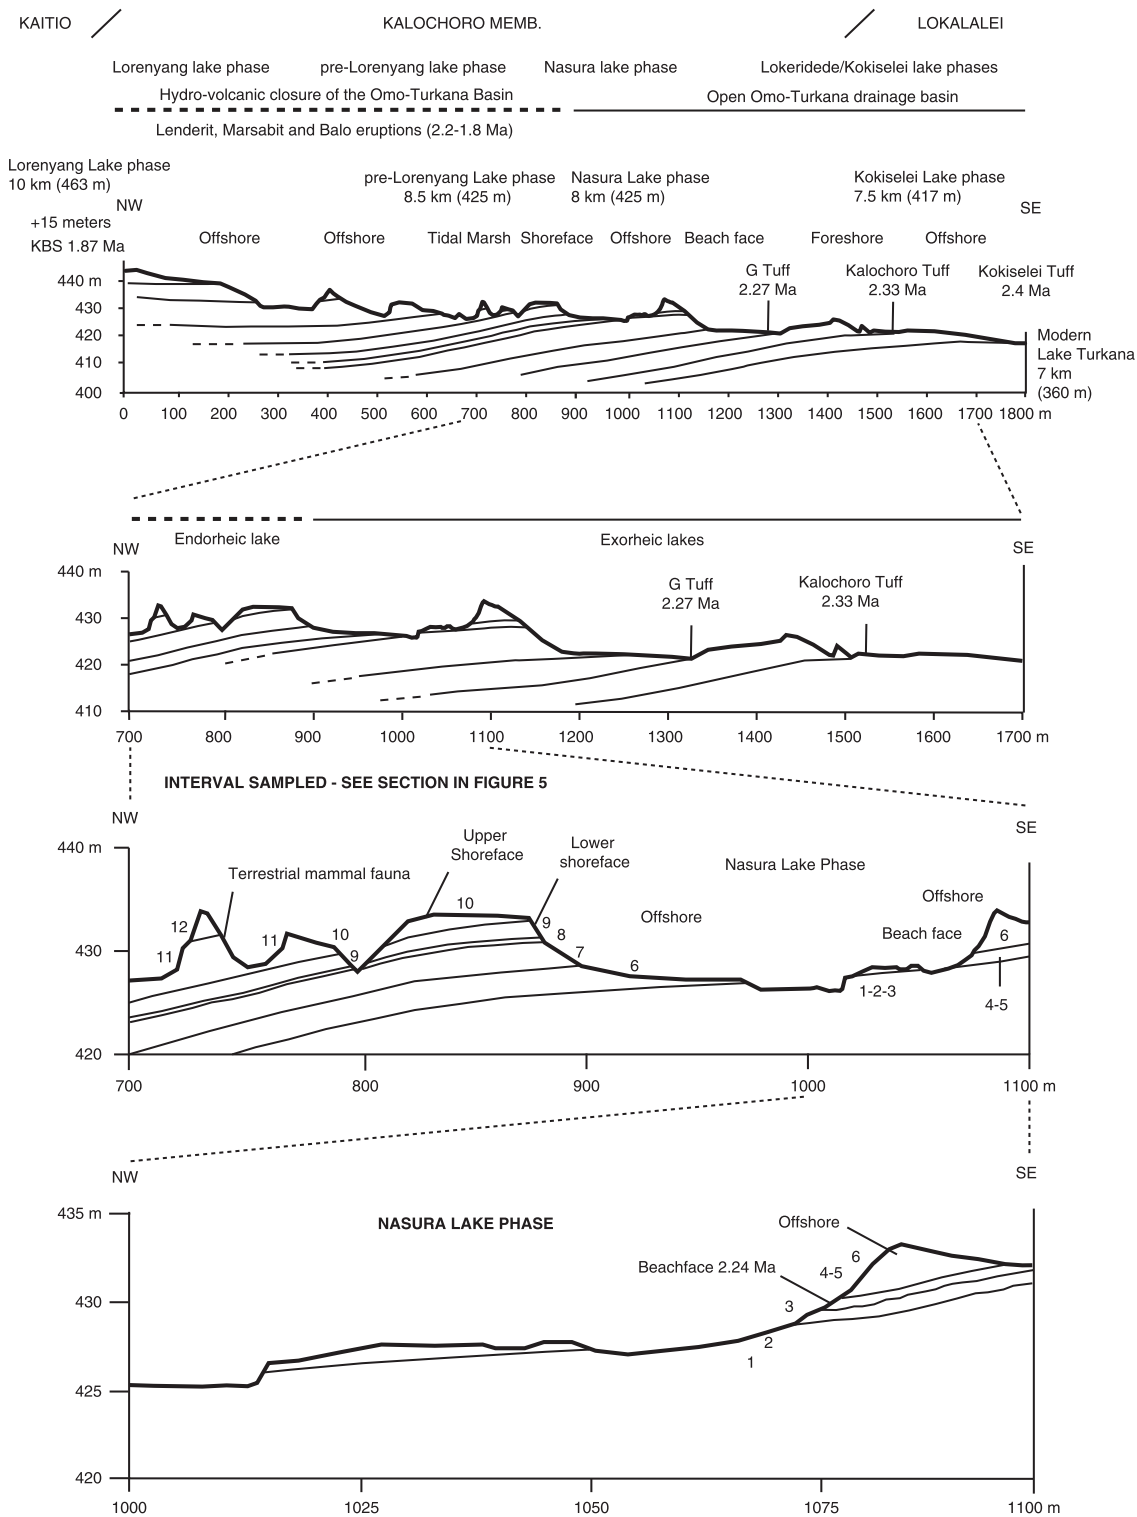 KAITIO
KALOCHORO MEMB.
LOKALALEI
Lorenyang lake phase
pre-Lorenyang lake phase
Nasura lake phase
Lokeridede/Kokiselei lake phases
Hydro-volcanic closure of the Omo-Turkana Basin
Open Omo-Turkana drainage basin
Lenderit, Marsabit and Balo eruptions (2.2-1.8 Ma)
Lorenyang Lake phase
10 km (463 m)
pre-Lorenyang Lake phase
8.5 km (425 m)
Nasura Lake phase
8 km (425 m)
Kokiselei Lake phase
7.5 km (417 m)
NW
SE
+15 meters
KBS 1.87 Ma
Offshore
Offshore
Tidal Marsh
Shoreface
Offshore
Beach face
Foreshore
Offshore
G Tuff
2.27 Ma
Kalochoro Tuff
2.33 Ma
Kokiselei Tuff
2.4 Ma
440 m
430
420
410
400
Modern
Lake Turkana
7 km
(360 m)
0 100 200 300 400 500 600 700 800 900 1000 1100 1200 1300 1400 1500 1600 1700 1800 m
Endorheic lake
Exorheic lakes
NW
SE
440 m
430
420
410
G Tuff
2.27 Ma
Kalochoro Tuff
2.33 Ma
700 800 900 1000 1100 1200 1300 1400 1500 1600 1700 m
INTERVAL SAMPLED - SEE SECTION IN FIGURE 5
NW
SE
440 m
430
420
Upper
Shoreface
Lower
shoreface
Nasura Lake Phase
Terrestrial mammal fauna
Offshore
Offshore
Beach face
12
11
11
10
9
10
9
8
7
6
1-2-3
6
4-5
700 800 900 1000 1100 m
NW
SE
435 m
430
425
420
NASURA LAKE PHASE
Offshore
Beachface 2.24 Ma
6
4-5
3
2
1
1000 1025 1050 1075 1100 m